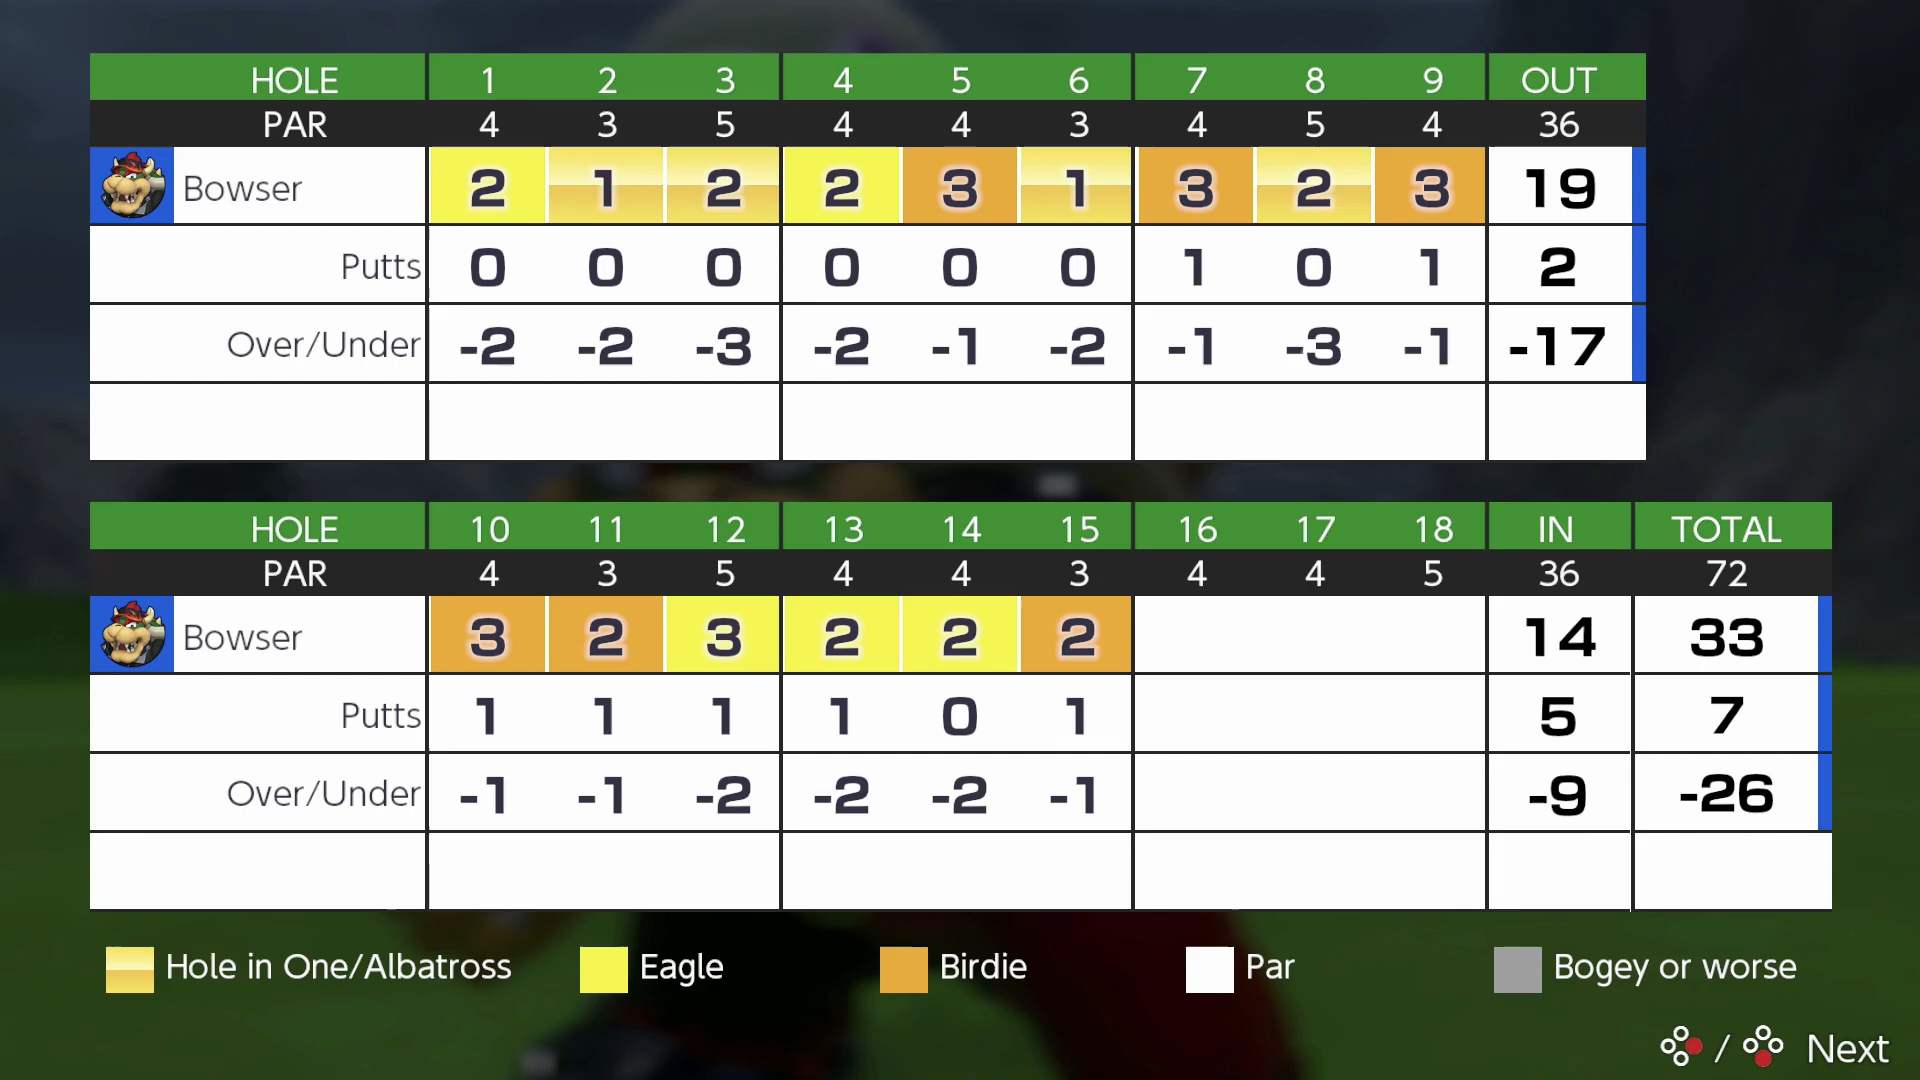 HOLE 1 2 3 4 5 6 7 8 9 OUT
PAR 4 3 5 4 4 3 4 5 4 36
Bowser 2 1 2 2 3 1 3 2 3 19
Putts 0 0 0 0 0 0 1 0 1 2
Over/Under -2 -2 -3 -2 -1 -2 -1 -3 -1 -17
HOLE 10 11 12 13 14 15 16 17 18 IN TOTAL
PAR 4 3 5 4 4 3 4 4 5 36 72
Bowser 3 2 3 2 2 2 14 33
Putts 1 1 1 1 0 1 5 7
Over/Under -1 -1 -2 -2 -2 -1 -9 -26
Hole in One/Albatross Eagle Birdie Par Bogey or worse
/ Next